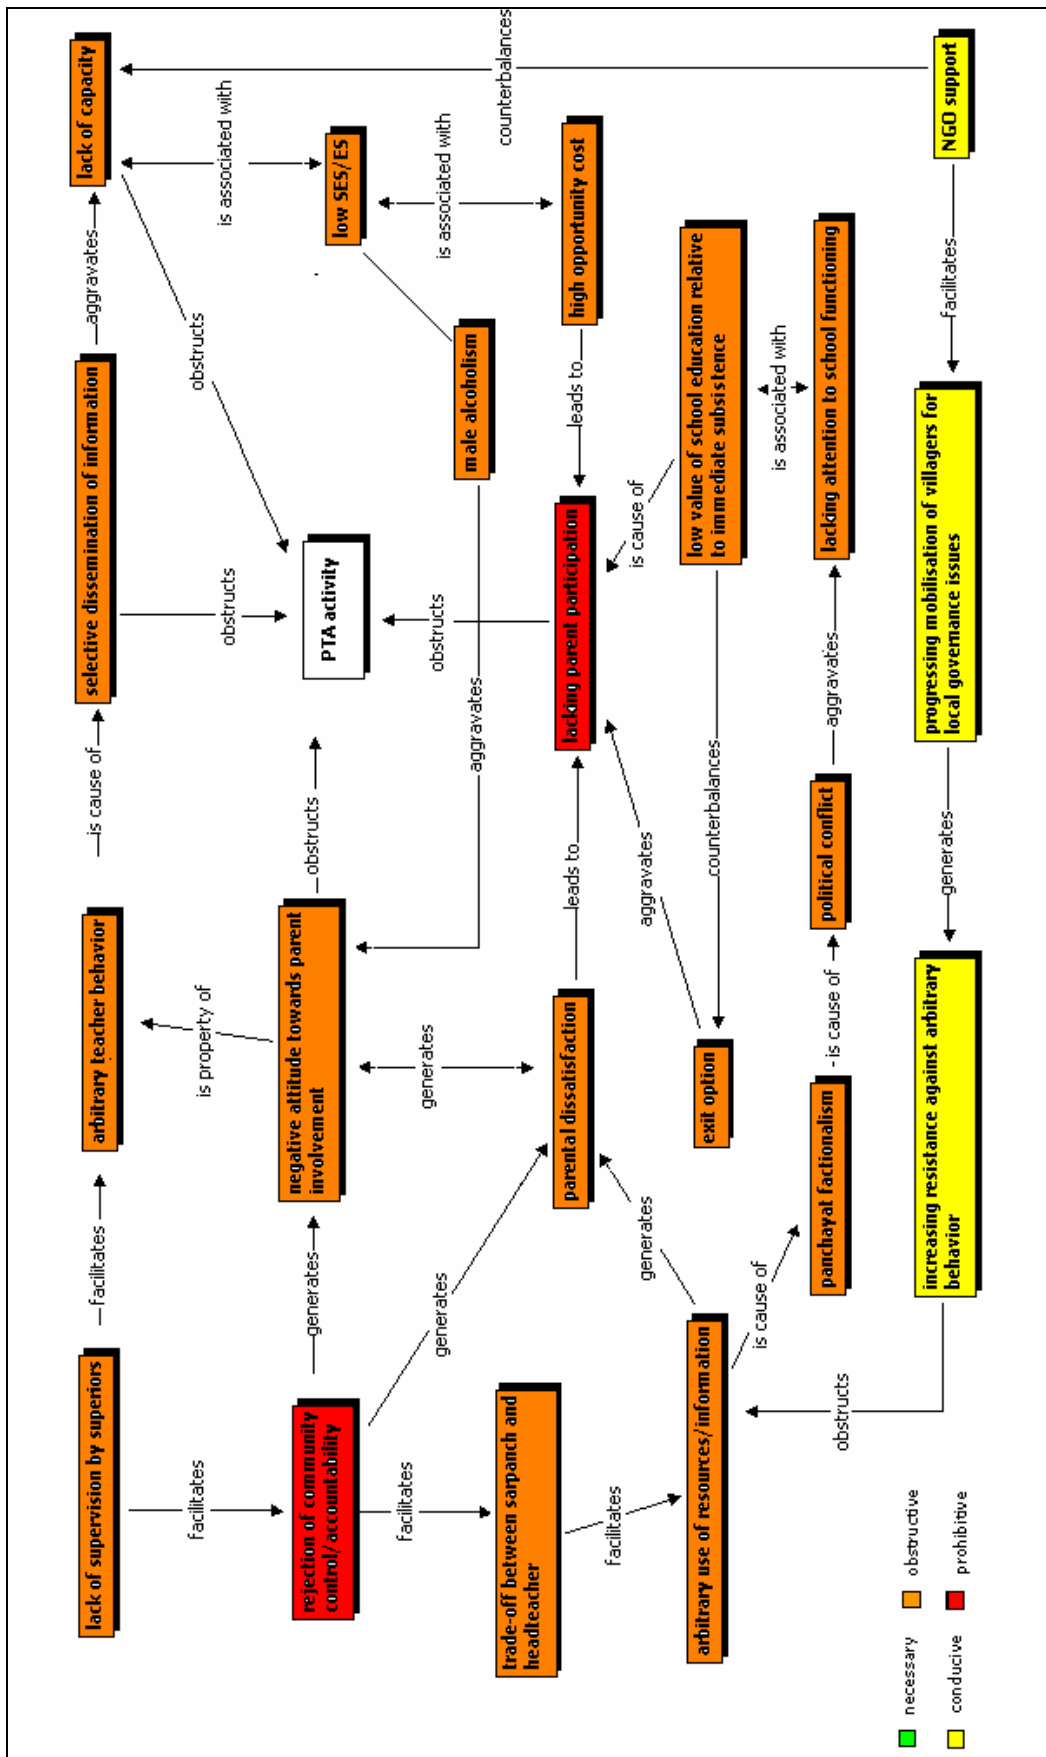 lack of supervision by superiors
facilitates
arbitrary teacher behavior
is cause of
selective dissemination of information
aggravates
lack of capacity
facilitates
is property of
obstructs
obstructs
is associated with
counterbalances
rejection of community
control/accountability
generates
negative attitude towards parent
involvement
obstructs
PTA activity
low SES/ES
facilitates
generates
generates
aggravates
obstructs
male alcoholism
is associated with
trade-off between sarpanch and
headteacher
parental dissatisfaction
leads to
lacking parent participation
leads to
high opportunity cost
facilitates
generates
aggravates
is cause of
arbitrary use of resources/information
exit option
counterbalances
low value of school education relative
to immediate subsistence
is cause of
is associated with
panchayat factionalism
is cause of
political conflict
aggravates
lacking attention to school functioning
obstructs
increasing resistance against arbitrary
behavior
generates
progressing mobilisation of villagers for
local governance issues
facilitates
NGO support
necessary
obstructive
conducive
prohibitive